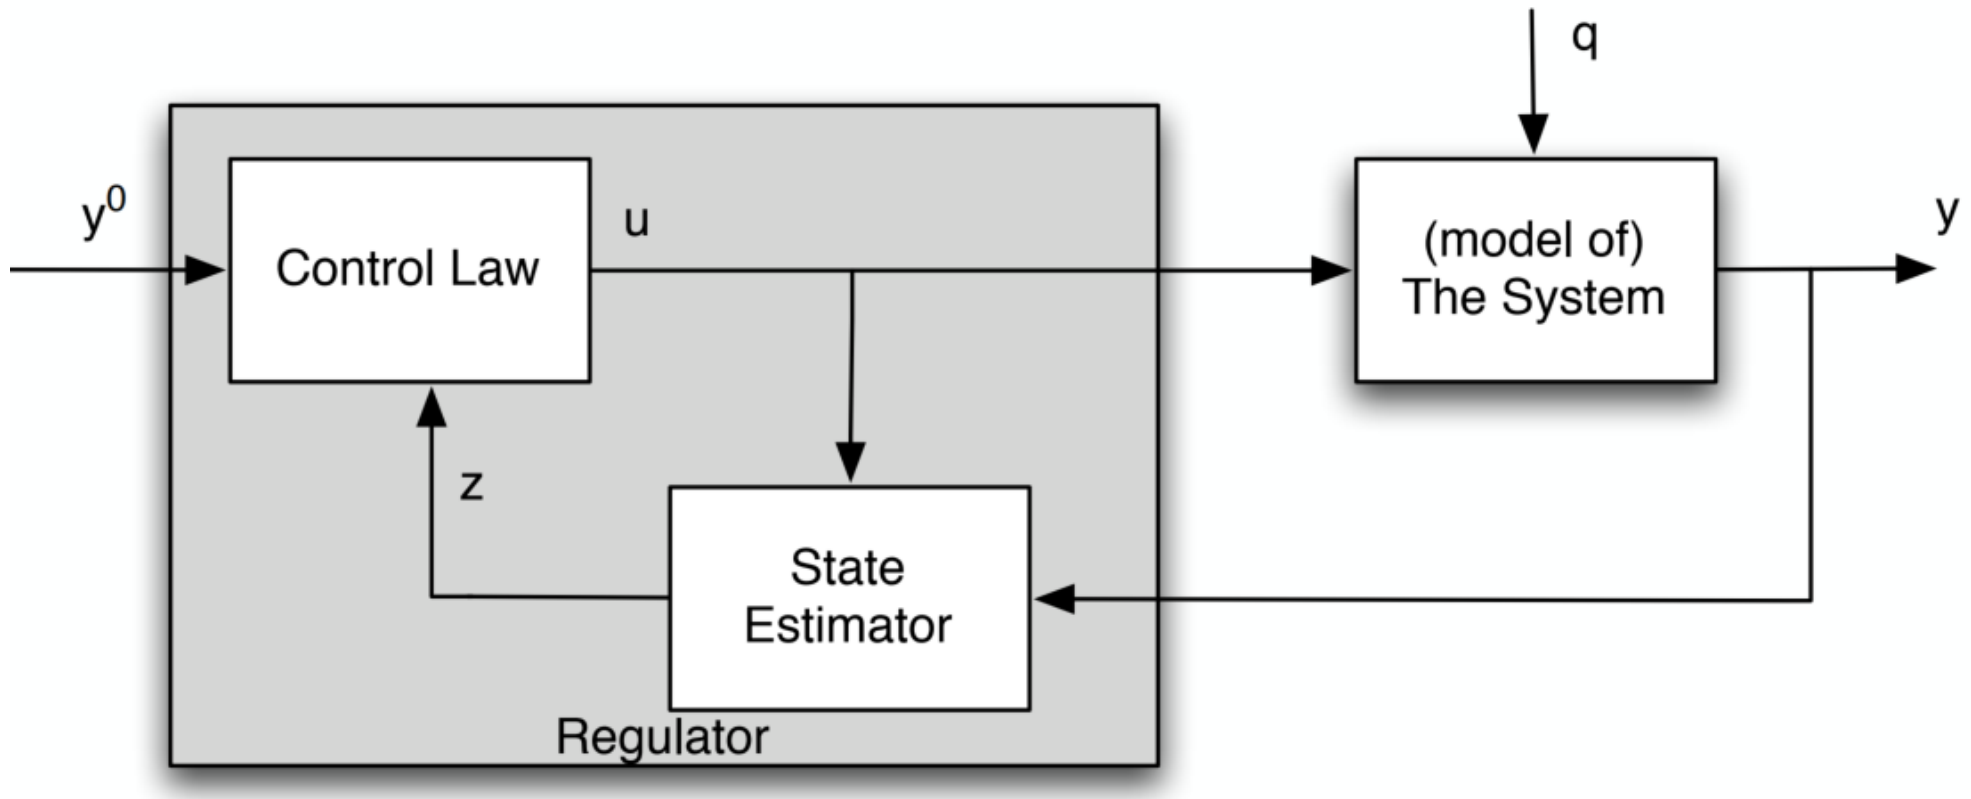 q
y⁰
u
y
Control Law
(model of)
The System
z
State
Estimator
Regulator